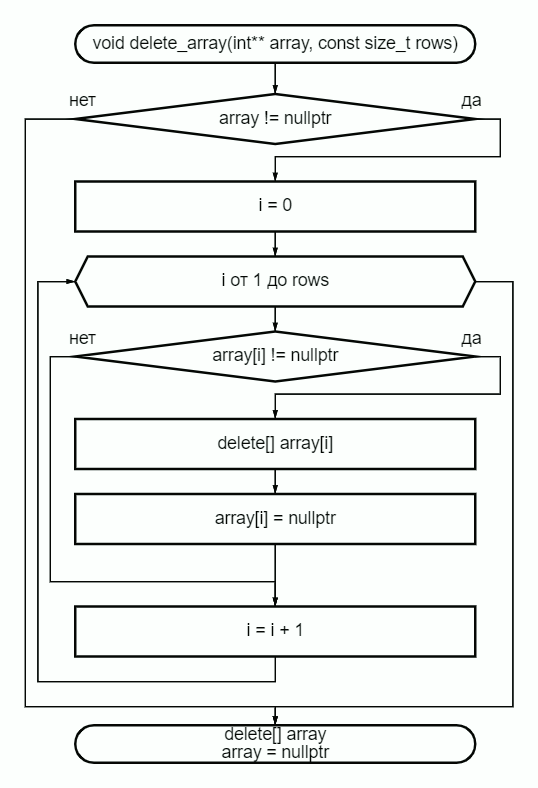 void delete_array(int** array, const size_t rows)
нет
да
array != nullptr
i = 0
i от 1 до rows
нет
да
array[i] != nullptr
delete[] array[i]
array[i] = nullptr
i = i + 1
delete[] array
array = nullptr